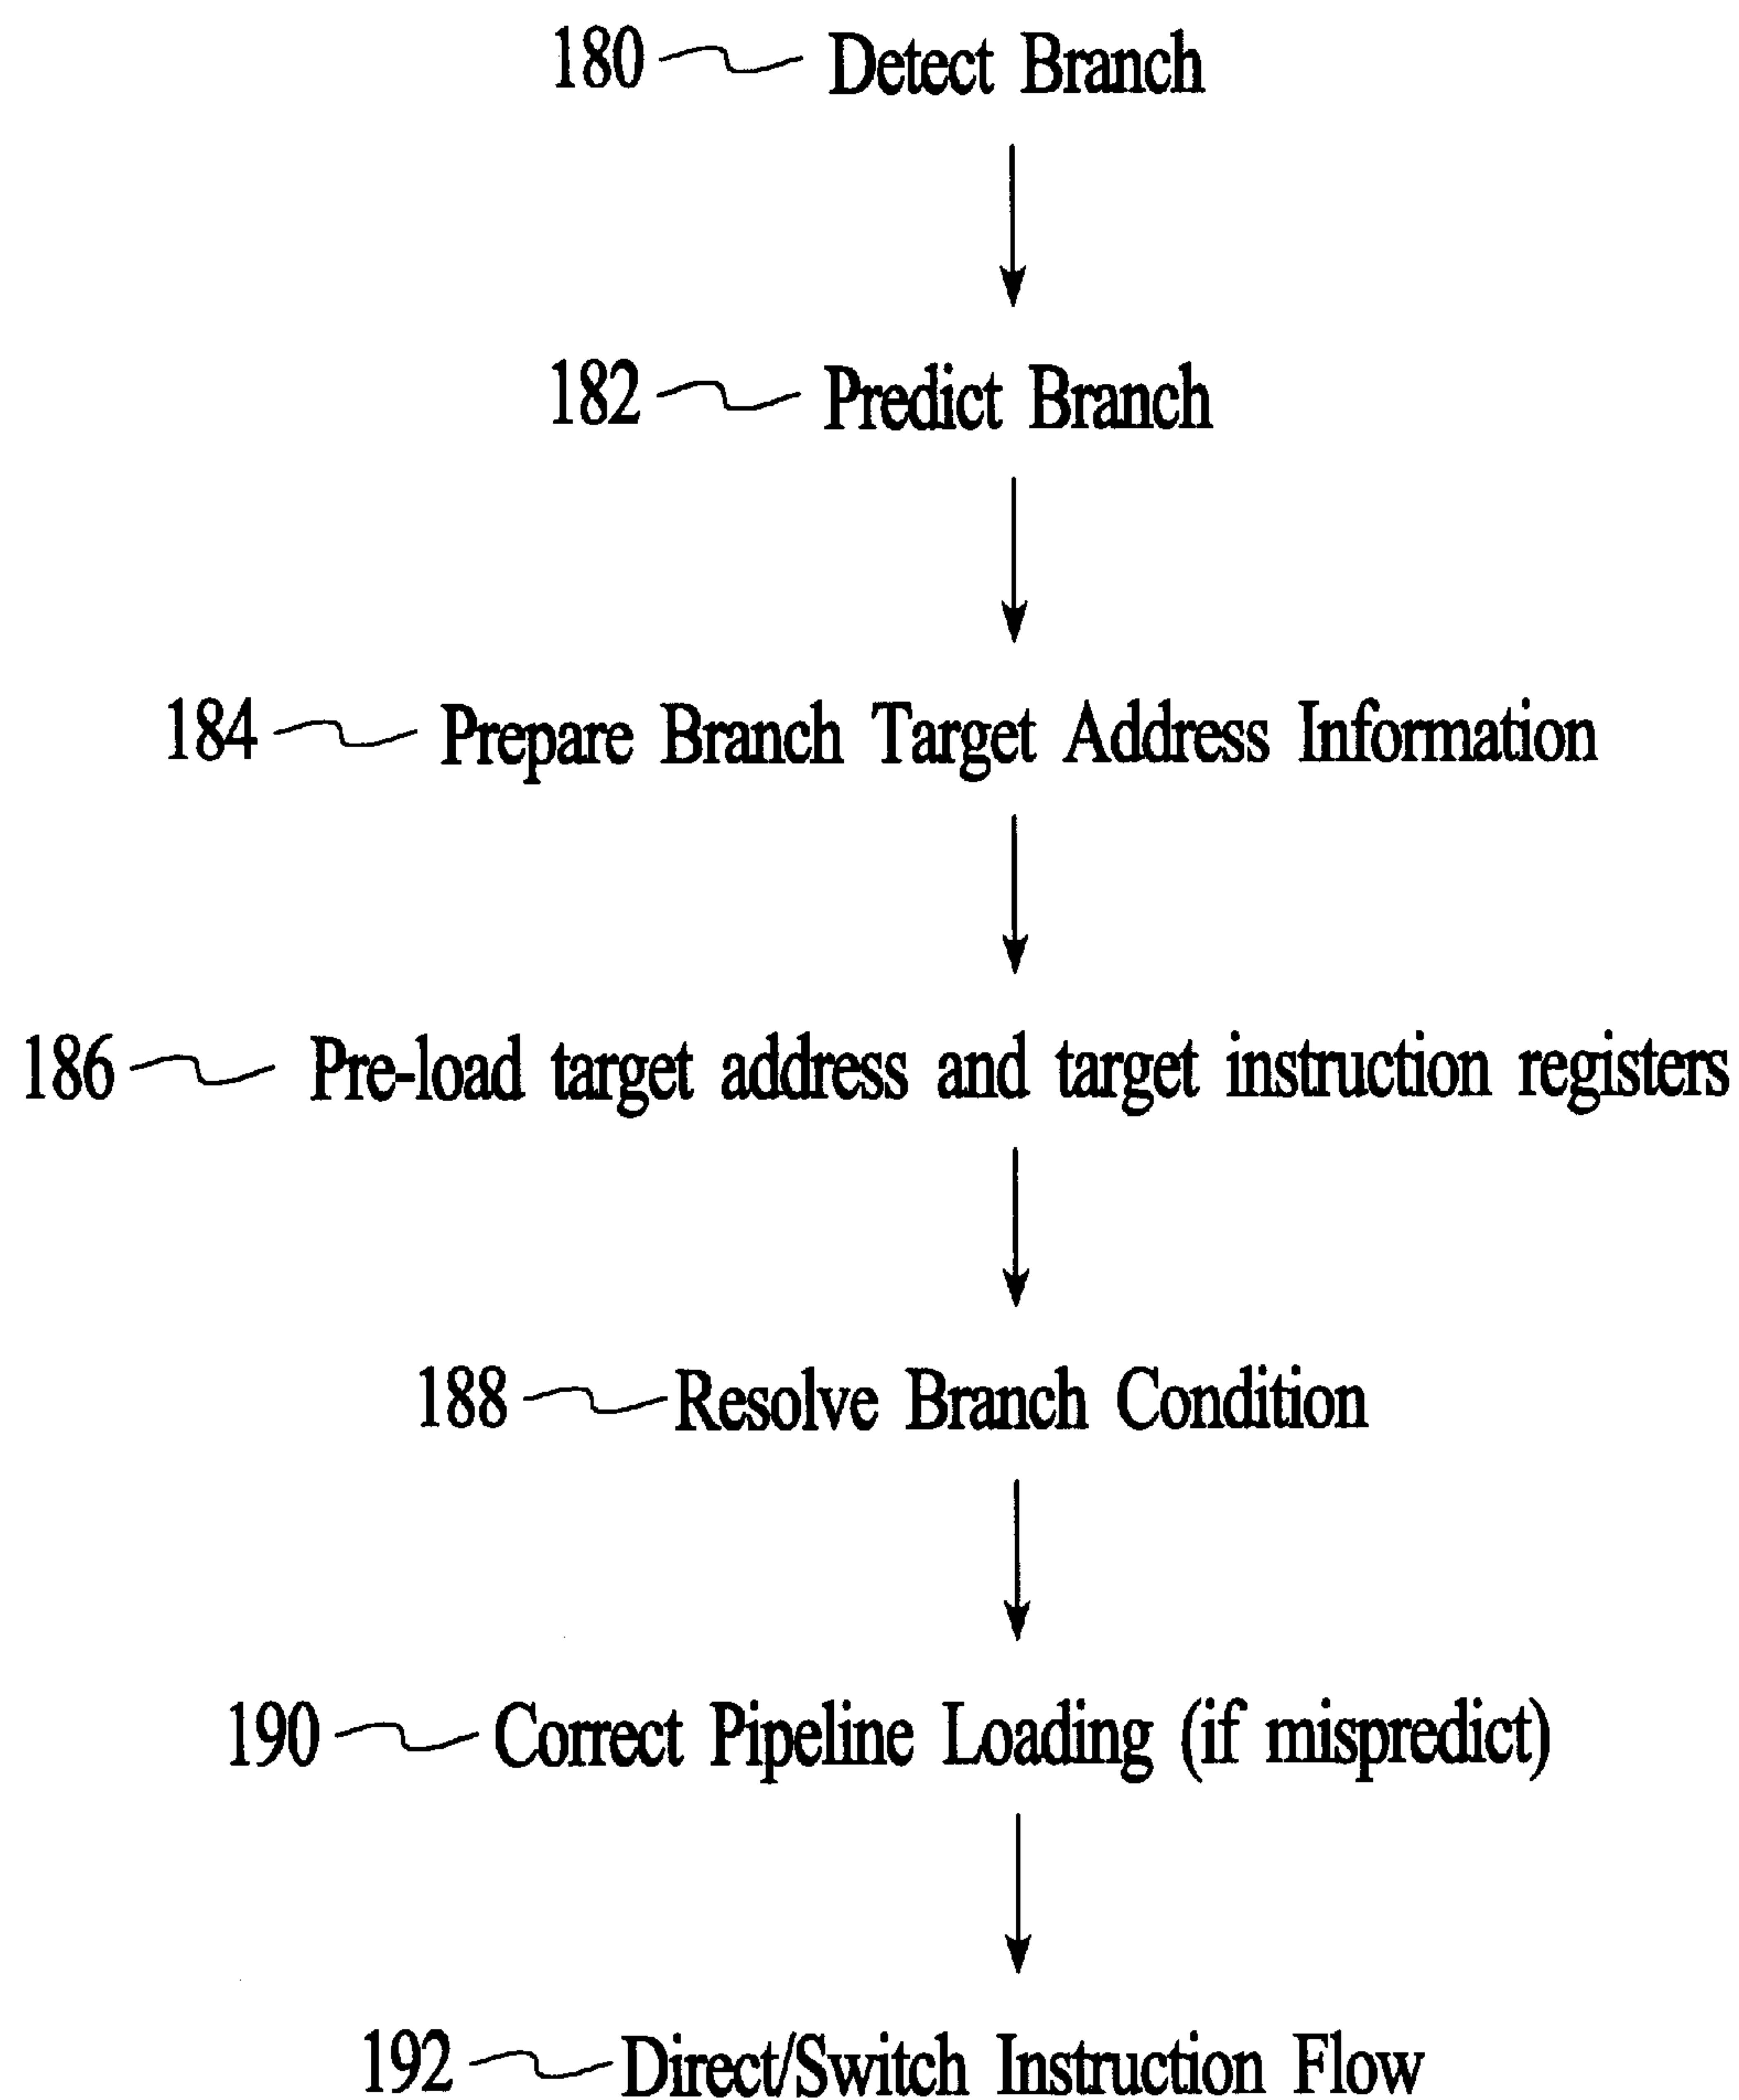 180 Detect Branch
182 Predict Branch
184 Prepare Branch Target Address Information
186 Pre-load target address and target instruction registers
188 Resolve Branch Condition
190 Correct Pipeline Loading (if mispredict)
192 Direct/Switch Instruction Flow